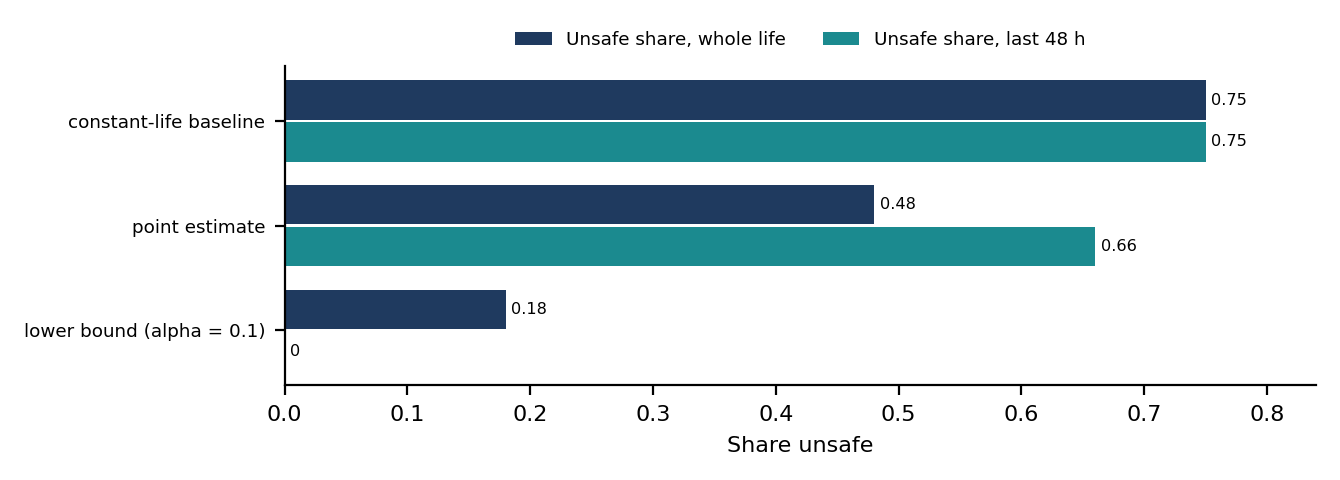 Unsafe share, whole life
Unsafe share, last 48 h
constant-life baseline
0.75
0.75
point estimate
0.48
0.66
lower bound (alpha = 0.1)
0.18
0
0.0 0.1 0.2 0.3 0.4 0.5 0.6 0.7 0.8
Share unsafe